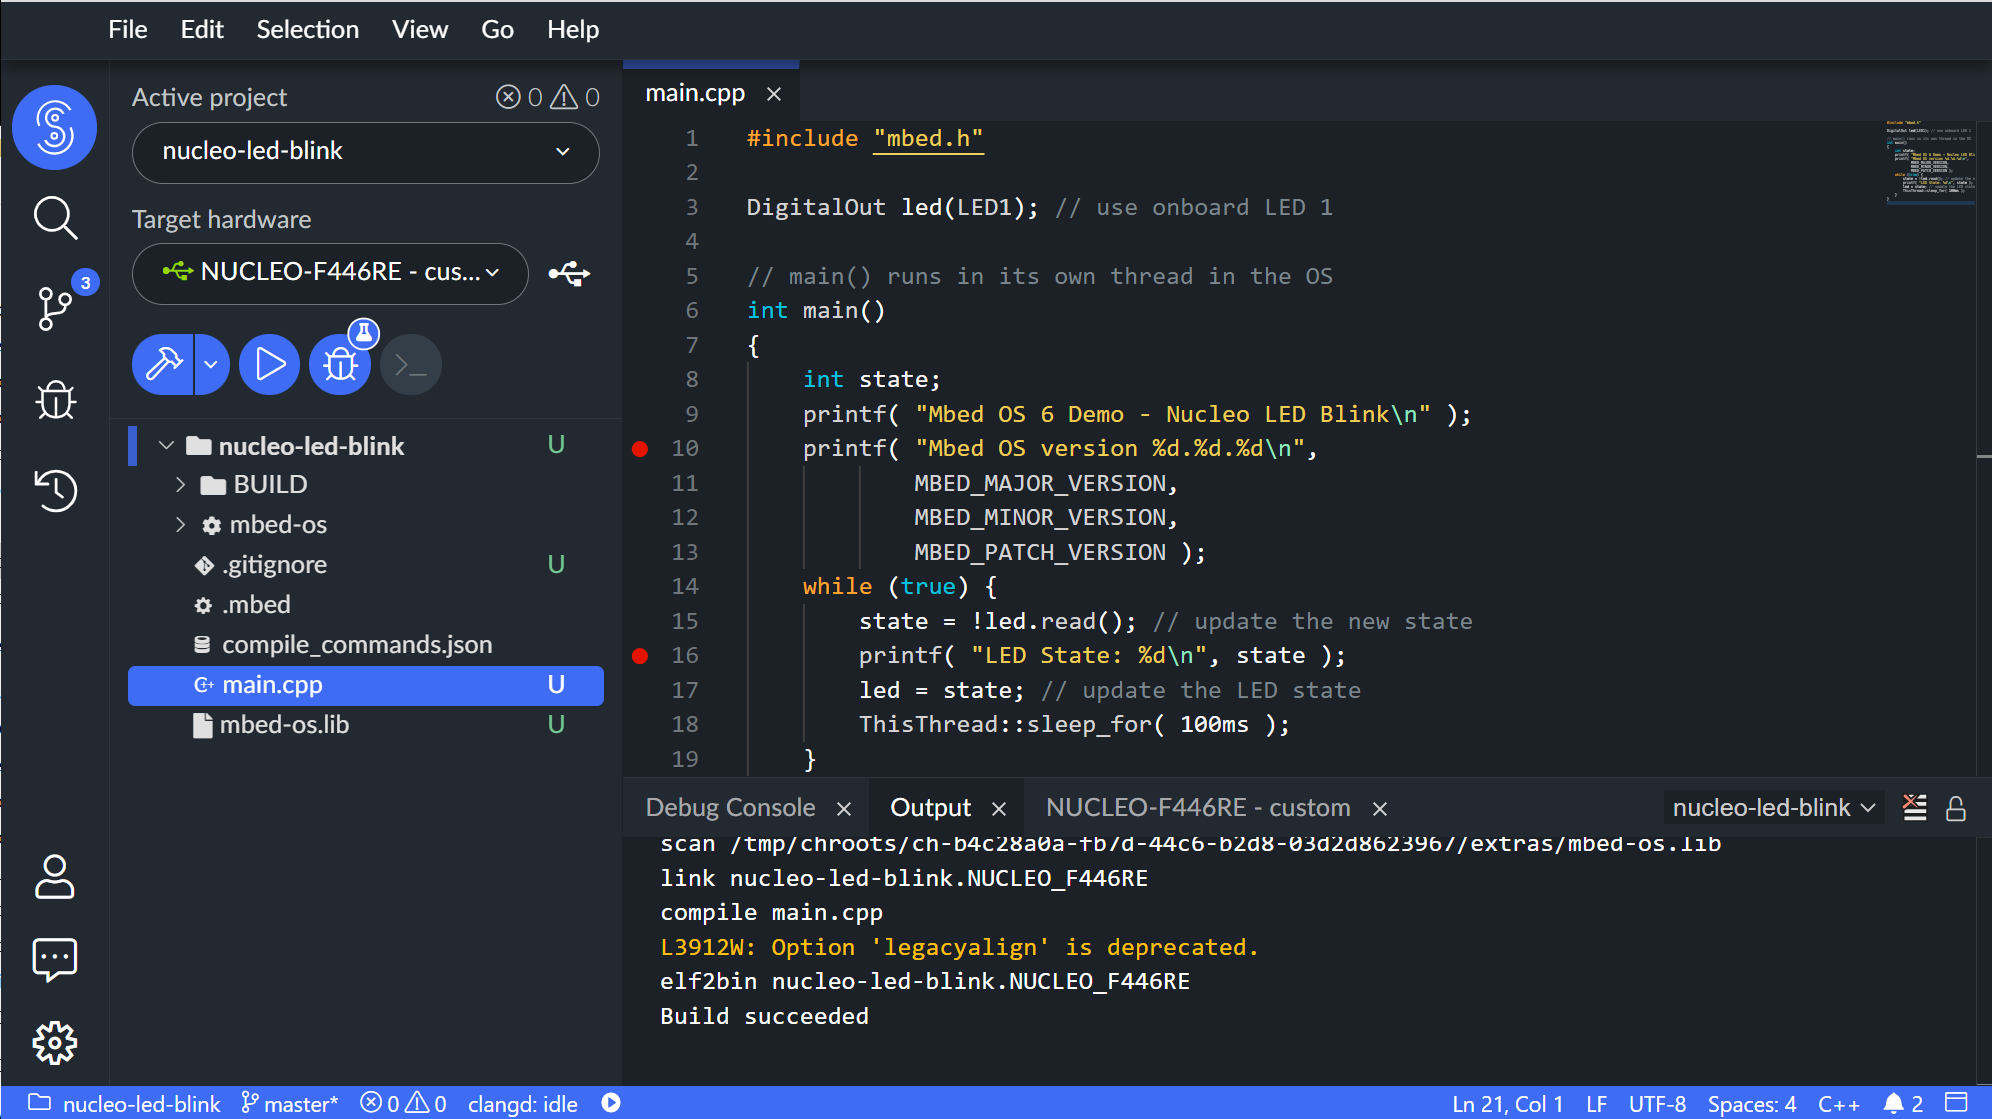 File Edit Selection View Go Help
Active project 0 0
nucleo-led-blink
Target hardware
NUCLEO-F446RE - cus...
3
nucleo-led-blink U
BUILD
mbed-os
.gitignore U
.mbed
compile_commands.json
main.cpp U
mbed-os.lib U
main.cpp
1 #include "mbed.h"
2
3 DigitalOut led(LED1); // use onboard LED 1
4
5 // main() runs in its own thread in the OS
6 int main()
7 {
8 int state;
9 printf( "Mbed OS 6 Demo - Nucleo LED Blink\n" );
10 printf( "Mbed OS version %d.%d.%d\n",
11 MBED_MAJOR_VERSION,
12 MBED_MINOR_VERSION,
13 MBED_PATCH_VERSION );
14 while (true) {
15 state = !led.read(); // update the new state
16 printf( "LED State: %d\n", state );
17 led = state; // update the LED state
18 ThisThread::sleep_for( 100ms );
19 }
Debug Console Output NUCLEO-F446RE - custom nucleo-led-blink
scan /tmp/chroots/ch-b4c28a0a-fb7d-44c6-b2d8-03d2d8623967/extras/mbed-os.lib
link nucleo-led-blink.NUCLEO_F446RE
compile main.cpp
L3912W: Option 'legacyalign' is deprecated.
elf2bin nucleo-led-blink.NUCLEO_F446RE
Build succeeded
nucleo-led-blink master* 0 0 clangd: idle Ln 21, Col 1 LF UTF-8 Spaces: 4 C++ 2